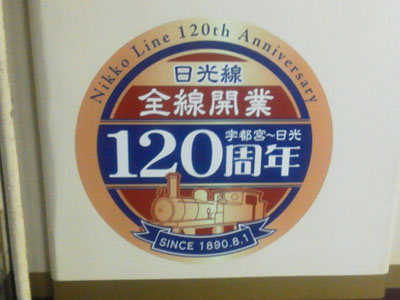 Nikko Line 120th Anniversary
日光線
全線開業
宇都宮~日光
120周年
SINCE 1890.8.1